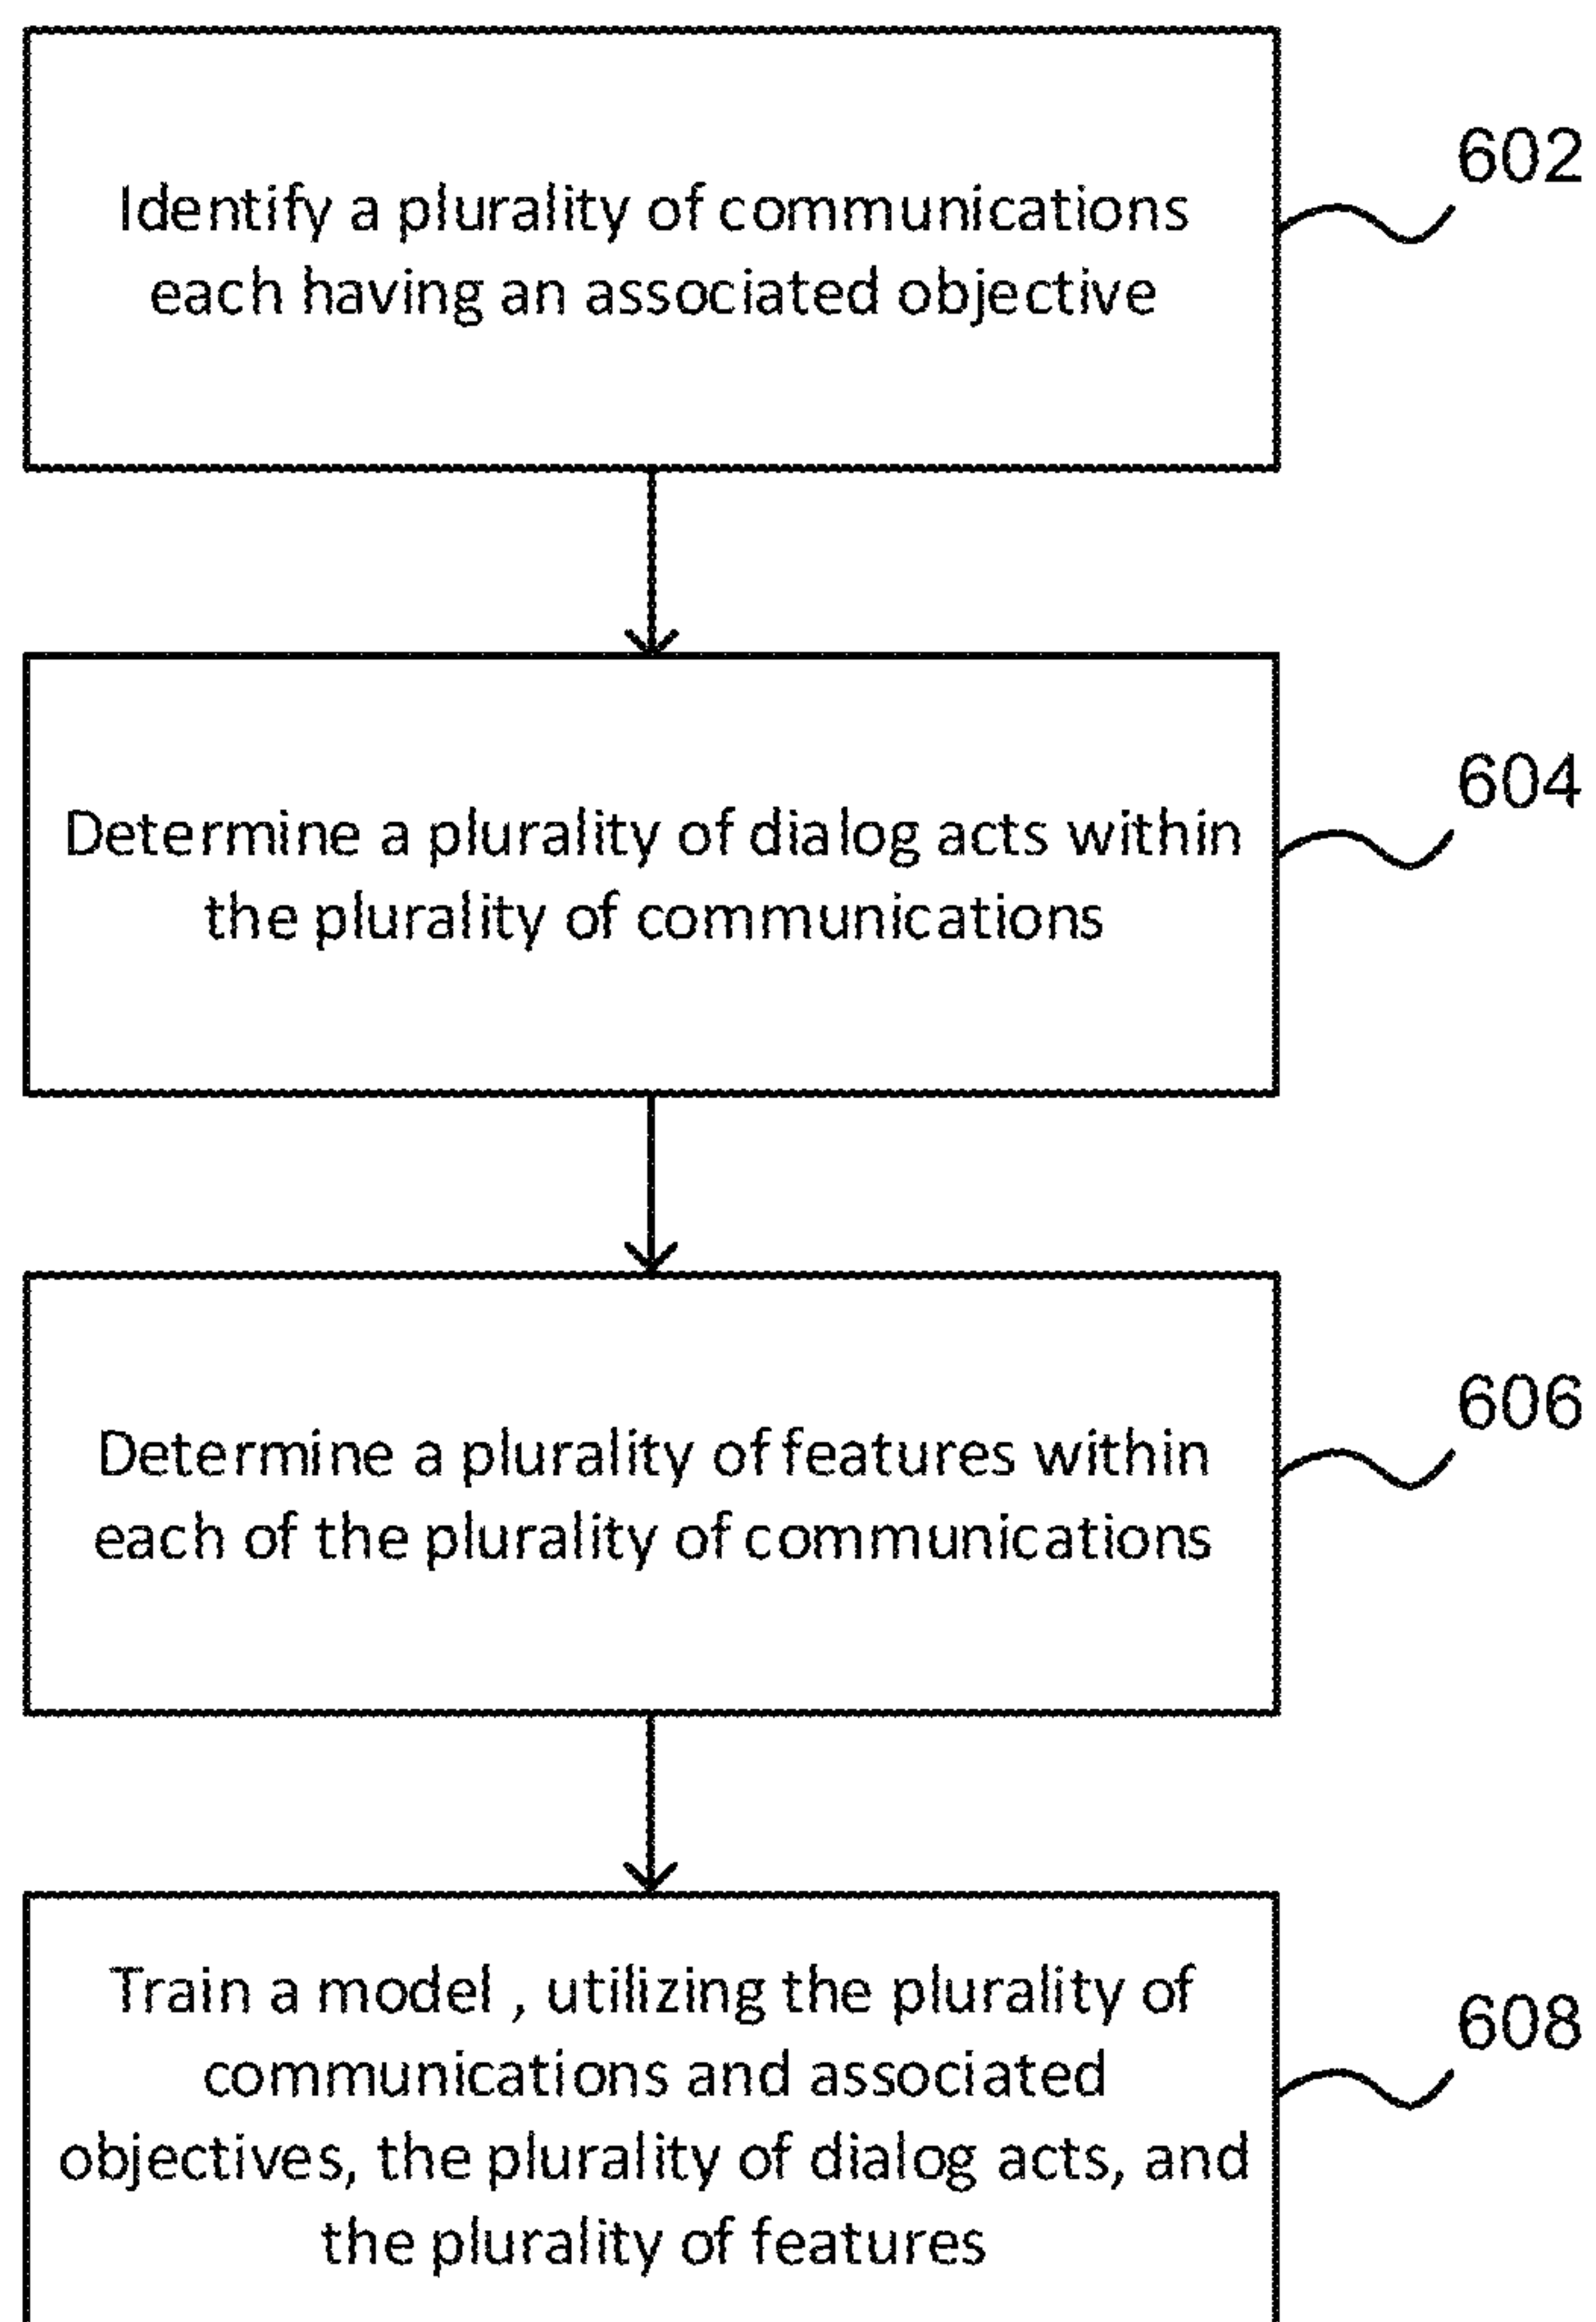 602
Identify a plurality of communications
each having an associated objective
604
Determine a plurality of dialog acts within
the plurality of communications
606
Determine a plurality of features within
each of the plurality of communications
608
Train a model , utilizing the plurality of
communications and associated
objectives, the plurality of dialog acts, and
the plurality of features